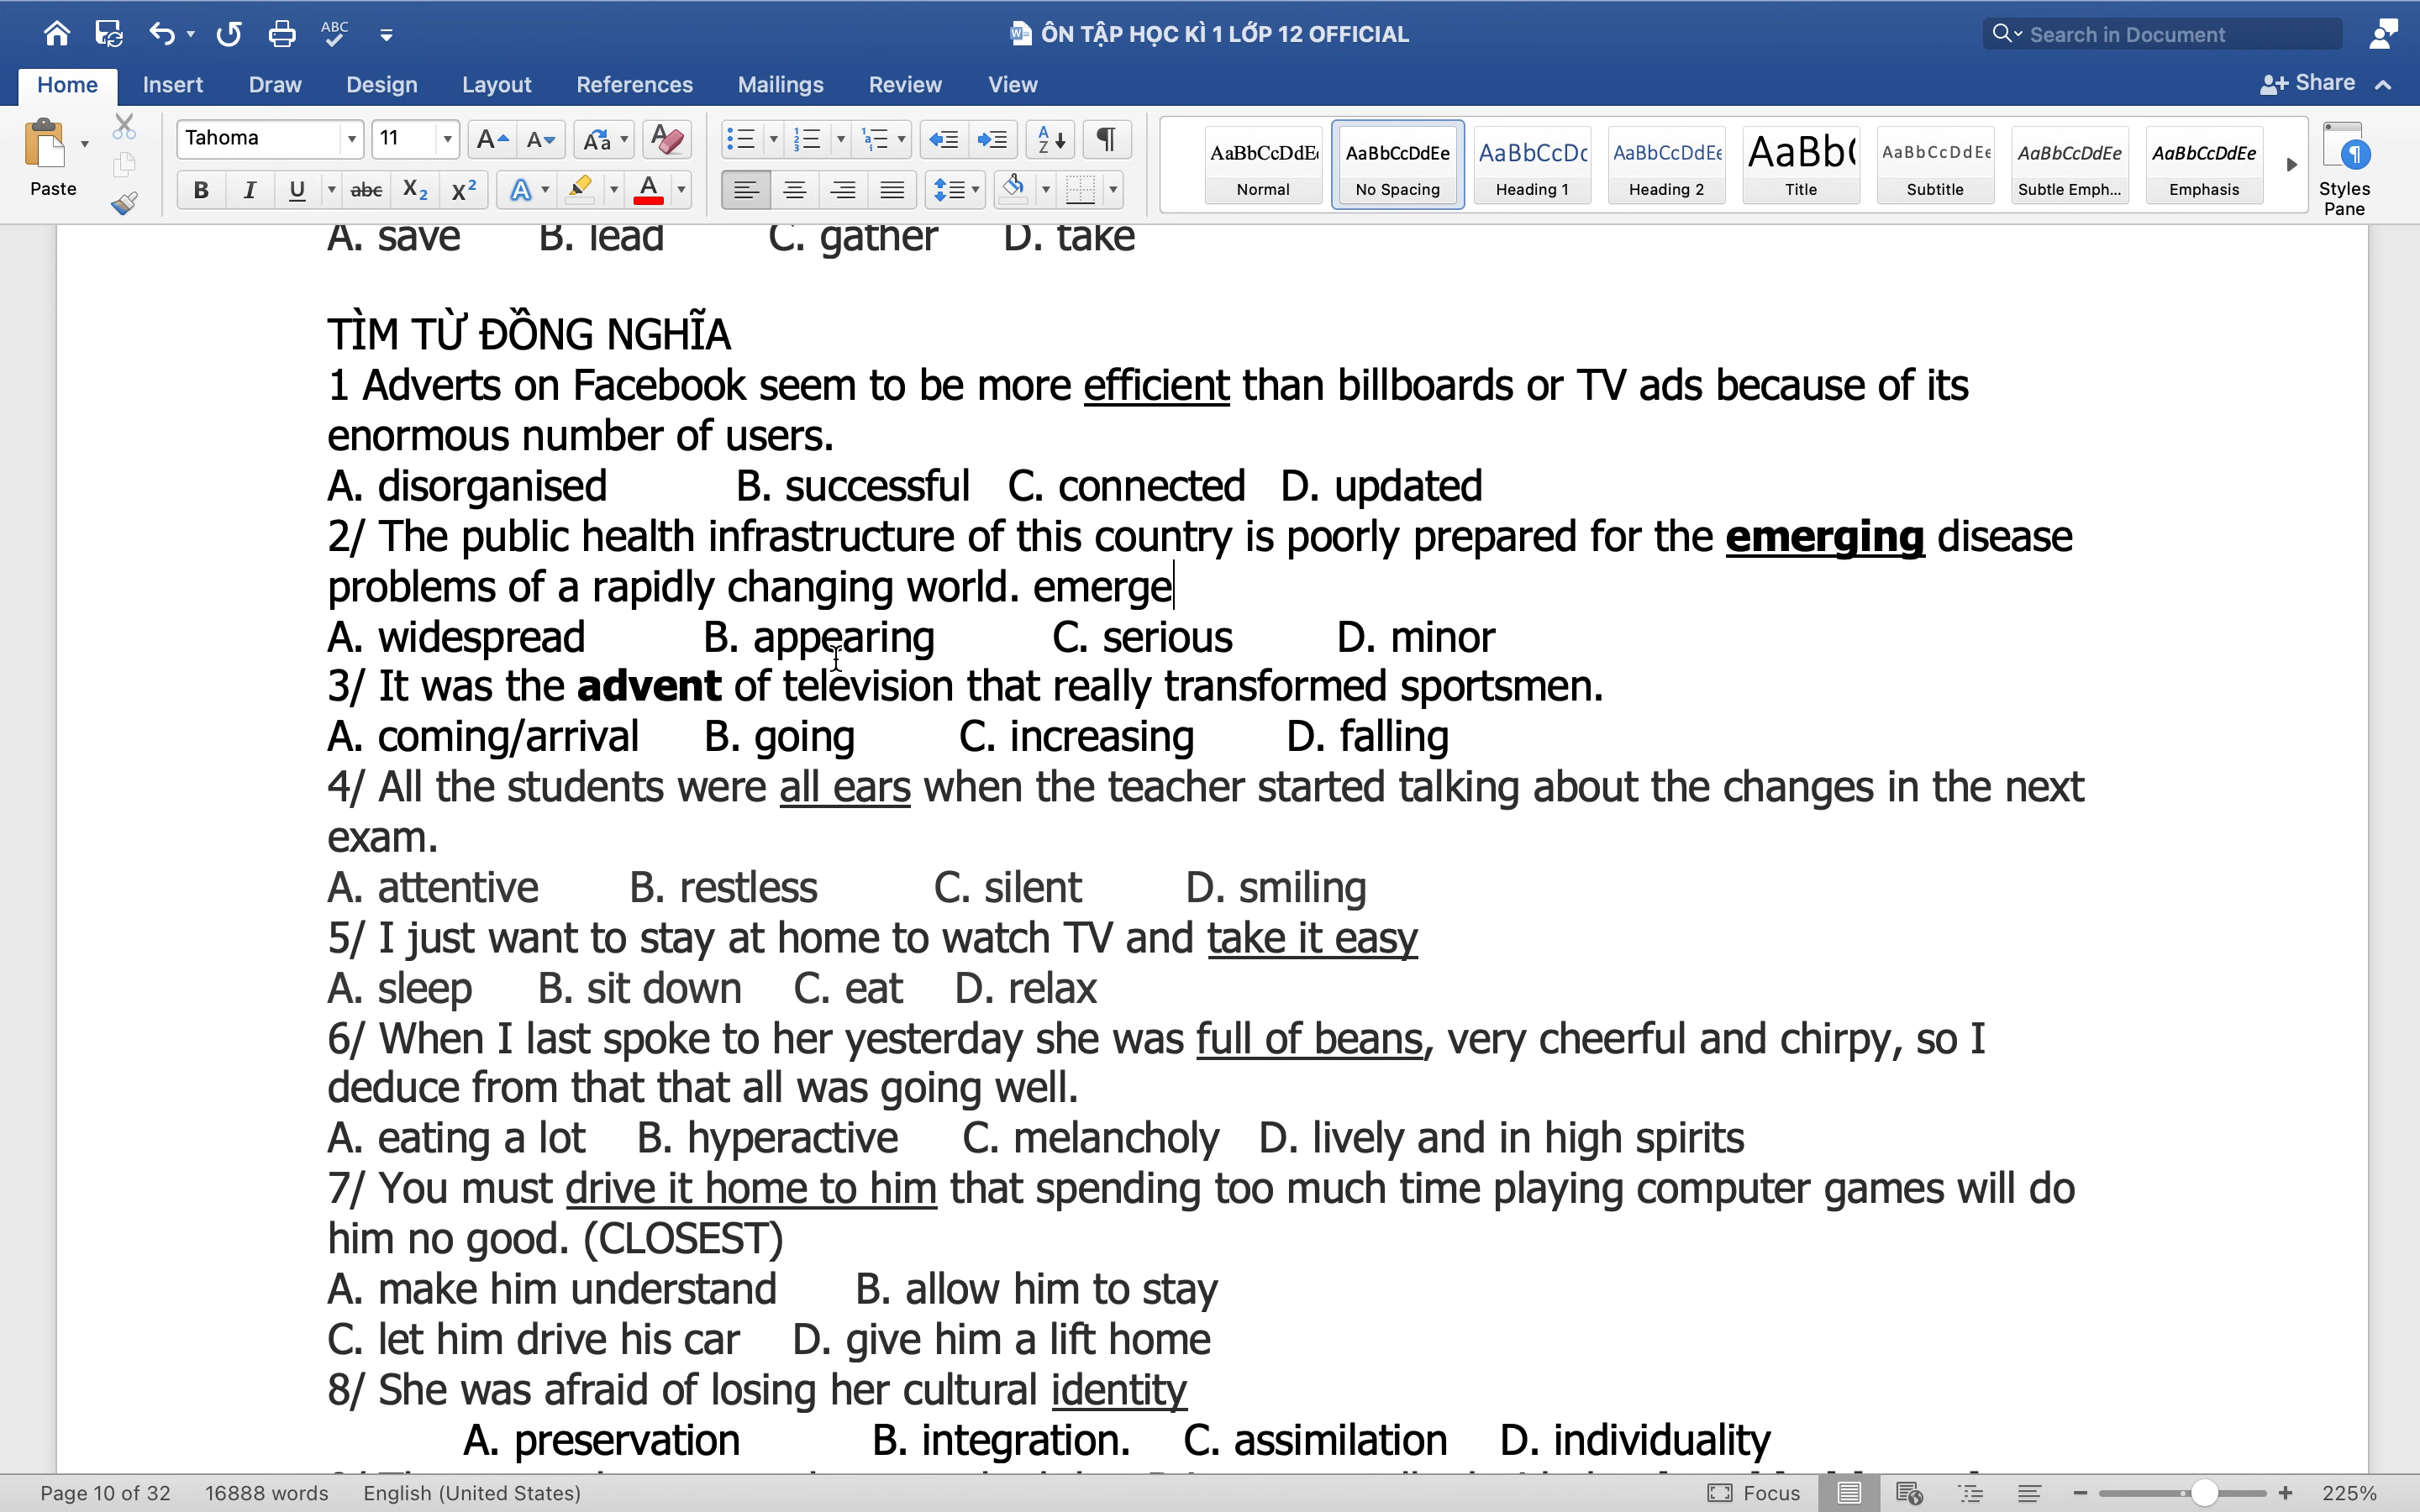 ABC
ÔN TẬP HỌC KÌ 1 LỚP 12 OFFICIAL
Search in Document
Home Insert Draw Design Layout References Mailings Review View Share
Paste
Tahoma 11
AaBbCcDdEe Normal
AaBbCcDdEe No Spacing
AaBbCcDc Heading 1
AaBbCcDdEe Heading 2
AaBb( Title
AaBbCcDdEe Subtitle
AaBbCcDdEe Subtle Emph...
AaBbCcDdEe Emphasis
Styles Pane
A. save B. lead C. gather D. take
TÌM TỪ ĐỒNG NGHĨA
1 Adverts on Facebook seem to be more efficient than billboards or TV ads because of its
enormous number of users.
A. disorganised B. successful C. connected D. updated
2/ The public health infrastructure of this country is poorly prepared for the emerging disease
problems of a rapidly changing world. emerge
A. widespread B. appearing C. serious D. minor
3/ It was the advent of television that really transformed sportsmen.
A. coming/arrival B. going C. increasing D. falling
4/ All the students were all ears when the teacher started talking about the changes in the next
exam.
A. attentive B. restless C. silent D. smiling
5/ I just want to stay at home to watch TV and take it easy
A. sleep B. sit down C. eat D. relax
6/ When I last spoke to her yesterday she was full of beans, very cheerful and chirpy, so I
deduce from that that all was going well.
A. eating a lot B. hyperactive C. melancholy D. lively and in high spirits
7/ You must drive it home to him that spending too much time playing computer games will do
him no good. (CLOSEST)
A. make him understand B. allow him to stay
C. let him drive his car D. give him a lift home
8/ She was afraid of losing her cultural identity
A. preservation B. integration. C. assimilation D. individuality
Page 10 of 32 16888 words English (United States) Focus 225%